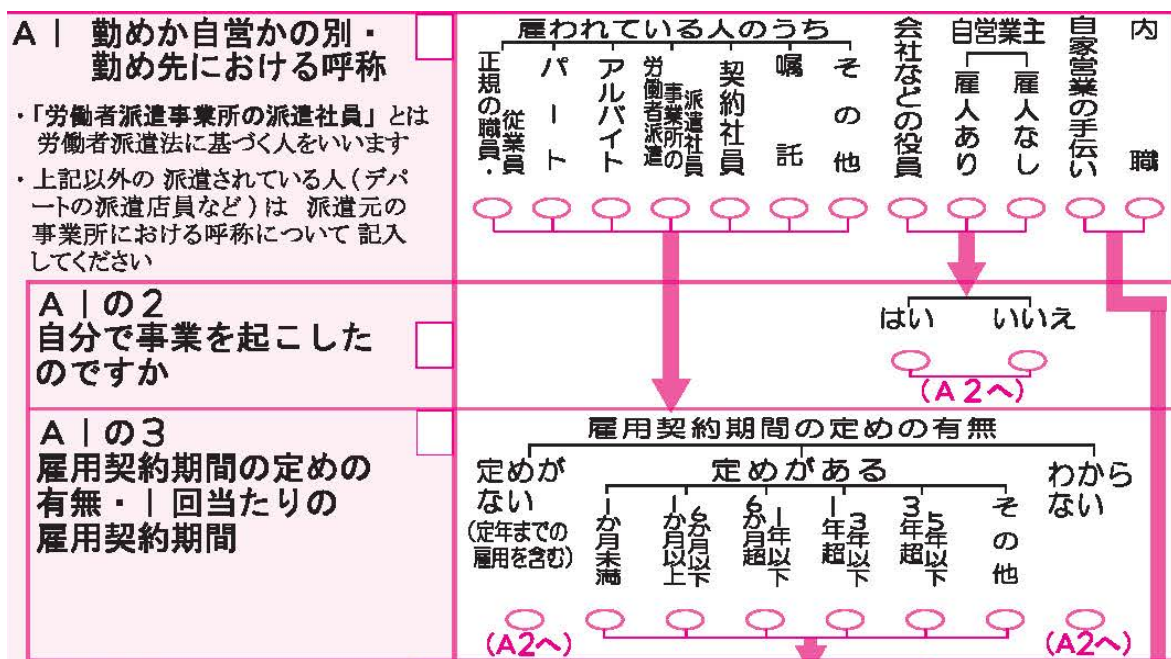 A1 勤めか自営かの別・
勤め先における呼称
・「労働者派遣事業所の派遣社員」とは
労働者派遣法に基づく人をいいます
・上記以外の 派遣されている人(デパ
ートの派遣店員など)は 派遣元の
事業所における呼称について 記入
してください
雇われている人のうち
正規の職員・
従業員
パート
アルバイト
労働者派遣
事業所の
派遣社員
契約社員
嘱託
その他
会社などの役員
自営業主
雇人あり
雇人なし
自家営業の手伝い
内職
A1の2
自分で事業を起こした
のですか
はい
いいえ
(A2へ)
A1の3
雇用契約期間の定めの
有無・1回当たりの
雇用契約期間
雇用契約期間の定めの有無
定めが
ない
(定年までの
雇用を含む)
定めがある
1か月未満
1か月以上
6か月以下
6か月超
1年以下
1年超
3年以下
3年超
5年以下
その他
わから
ない
(A2へ)
(A2へ)